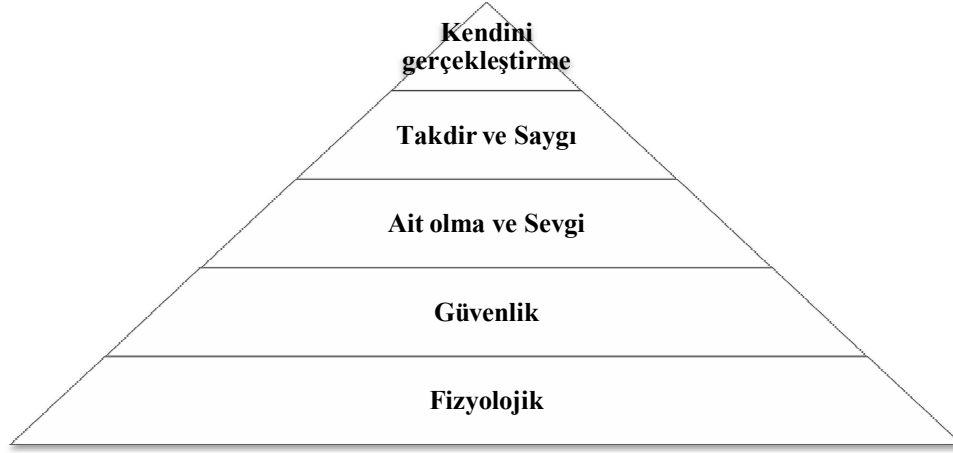 Kendini
gerçekleştirme
Takdir ve Saygı
Ait olma ve Sevgi
Güvenlik
Fizyolojik